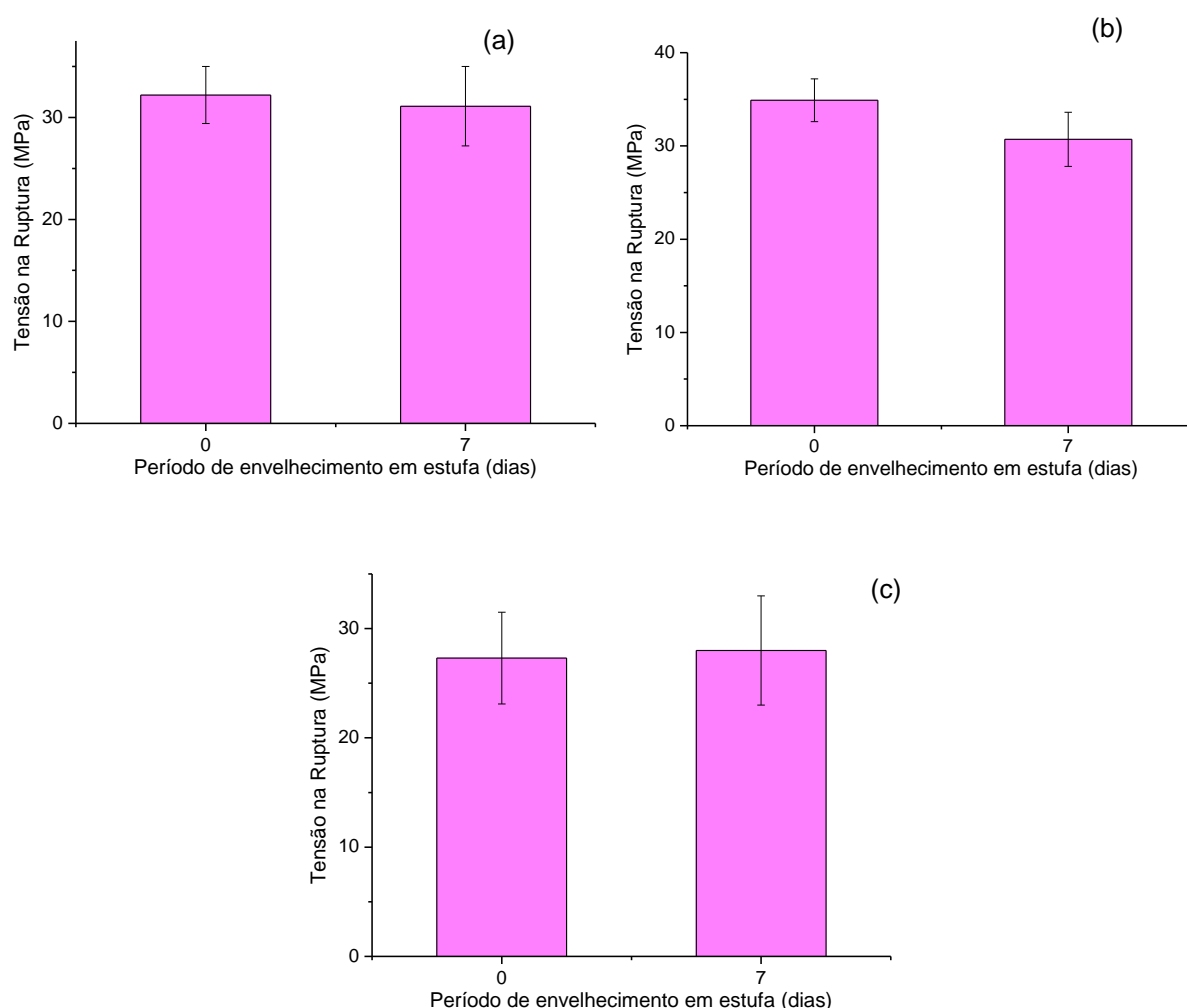 (a)
Tensão na Ruptura (MPa)
30
20
10
0
0
7
Período de envelhecimento em estufa (dias)
(b)
Tensão na Ruptura (MPa)
40
30
20
10
0
0
7
Período de envelhecimento em estufa (dias)
(c)
Tensão na Ruptura (MPa)
30
20
10
0
0
7
Período de envelhecimento em estufa (dias)